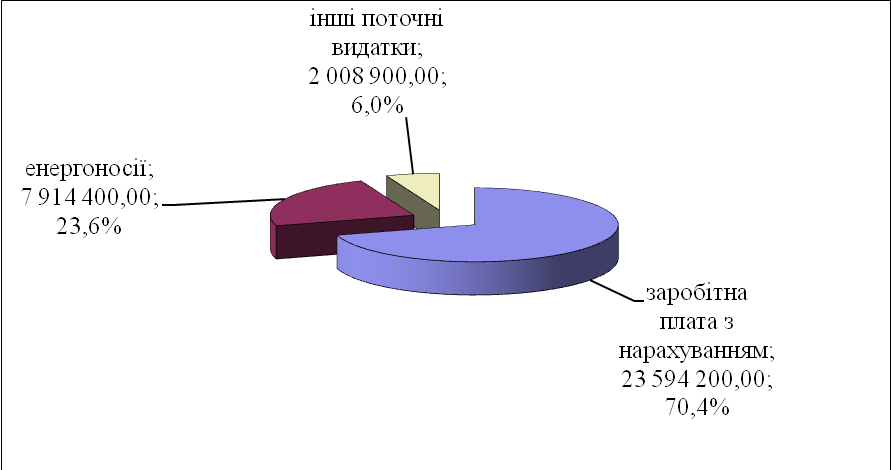 інші поточні
видатки;
2 008 900,00;
6,0%
енергоносії;
7 914 400,00;
23,6%
заробітна
плата з
нарахуванням;
23 594 200,00;
70,4%